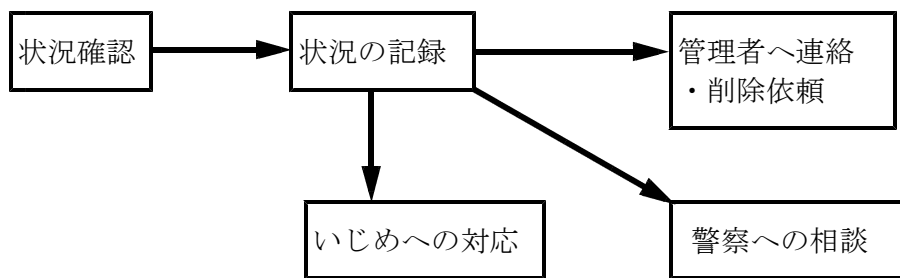 状況確認
状況の記録
管理者へ連絡
・削除依頼
いじめへの対応
警察への相談